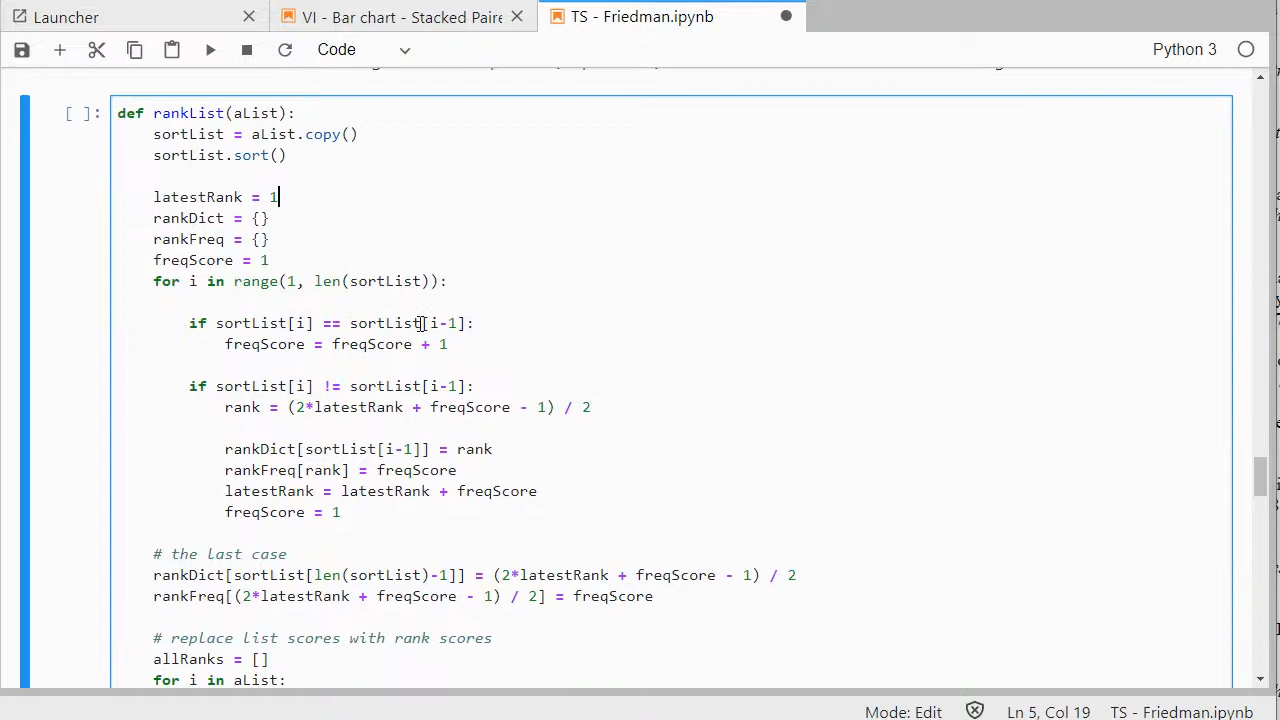 Launcher
VI - Bar chart - Stacked Paire
TS - Friedman.ipynb
Code
Python 3
[ ]:
def rankList(aList):
    sortList = aList.copy()
    sortList.sort()
    latestRank = 1
    rankDict = {}
    rankFreq = {}
    freqScore = 1
    for i in range(1, len(sortList)):
        if sortList[i] == sortList[i-1]:
            freqScore = freqScore + 1
        if sortList[i] != sortList[i-1]:
            rank = (2*latestRank + freqScore - 1) / 2
            rankDict[sortList[i-1]] = rank
            rankFreq[rank] = freqScore
            latestRank = latestRank + freqScore
            freqScore = 1
    # the last case
    rankDict[sortList[len(sortList)-1]] = (2*latestRank + freqScore - 1) / 2
    rankFreq[(2*latestRank + freqScore - 1) / 2] = freqScore
    # replace list scores with rank scores
    allRanks = []
    for i in aList:
Mode: Edit
Ln 5, Col 19
TS - Friedman.ipynb